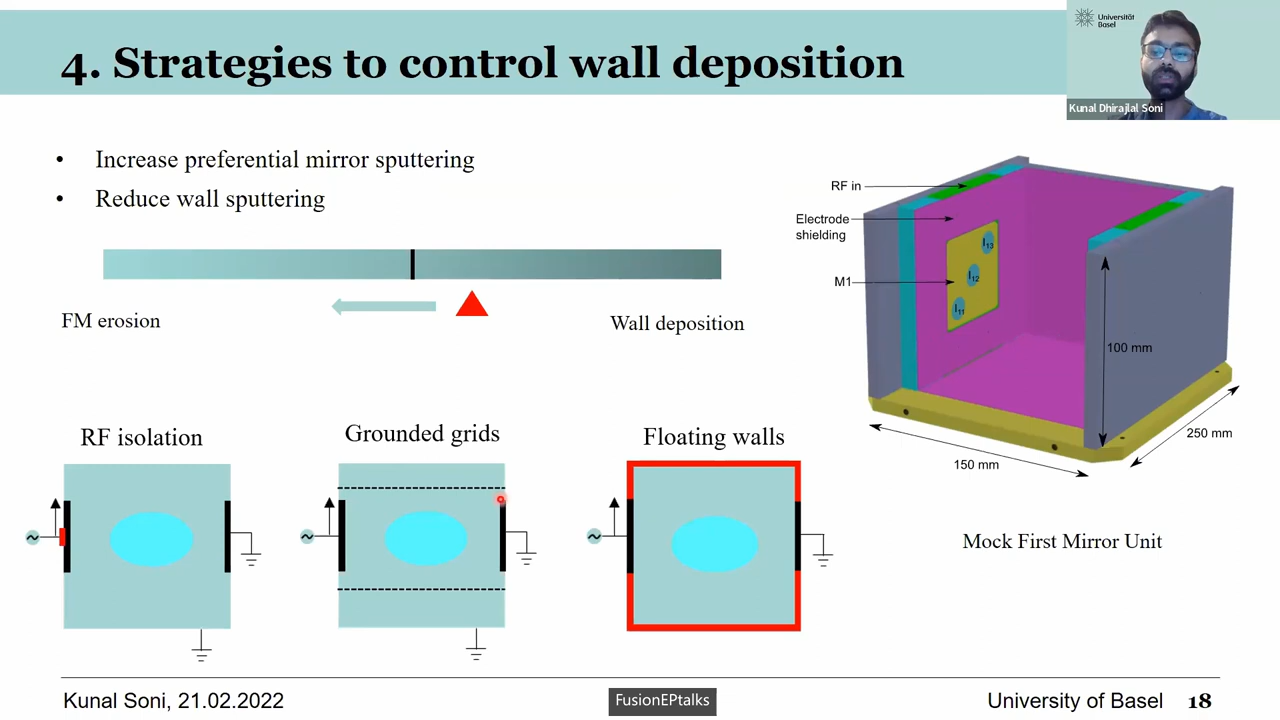 4. Strategies to control wall deposition
Universität
Basel
Kunal Dhirajlal Soni
• Increase preferential mirror sputtering
• Reduce wall sputtering
FM erosion
Wall deposition
RF in
Electrode
shielding
M1
I13
I12
I11
100 mm
250 mm
150 mm
Mock First Mirror Unit
RF isolation
Grounded grids
Floating walls
~
~
~
Kunal Soni, 21.02.2022
FusionEPtalks
University of Basel 18